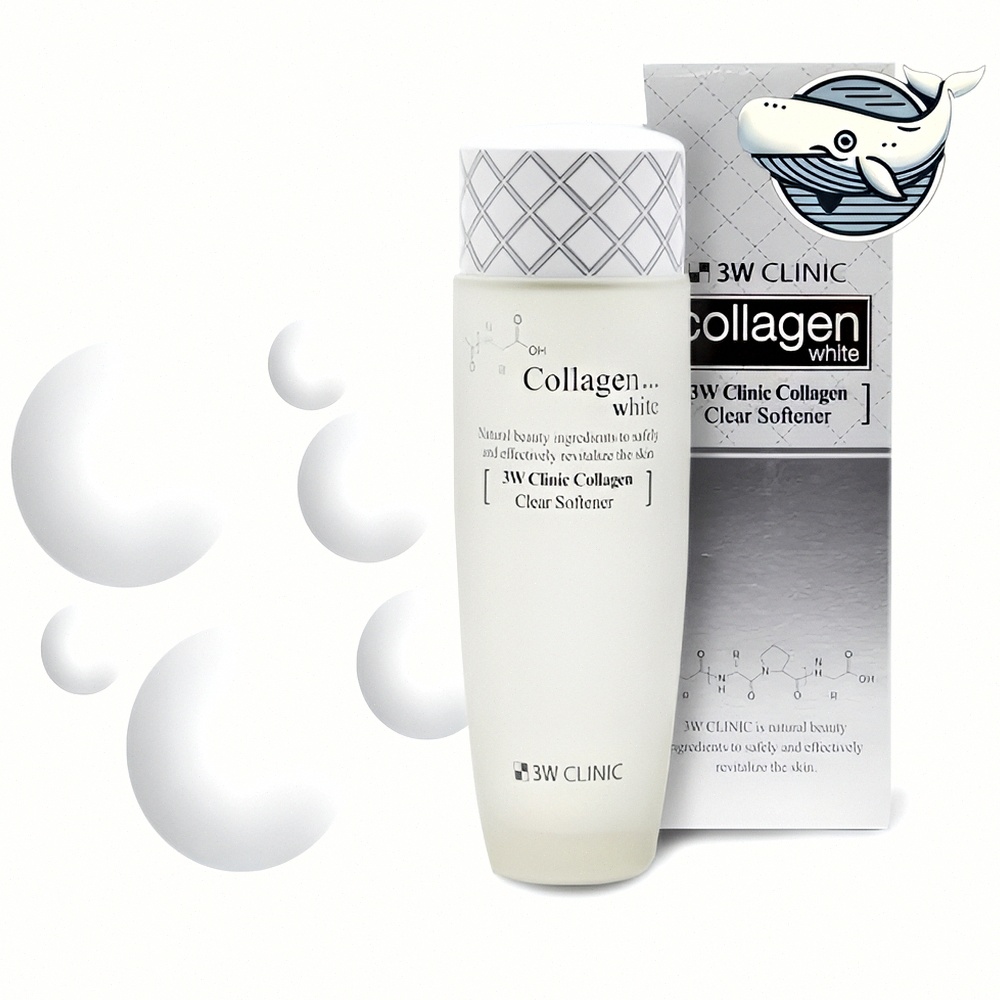 Collagen...
white
Natural beauty ingredients to safely
and effectively revitalize the skin
[ 3W Clinic Collagen
Clear Softener ]
3W CLINIC
3W CLINIC
collagen
white
3W Clinic Collagen
Clear Softener ]
3W CLINIC is natural beauty
ingredients to safely and effectively
revitalize the skin.